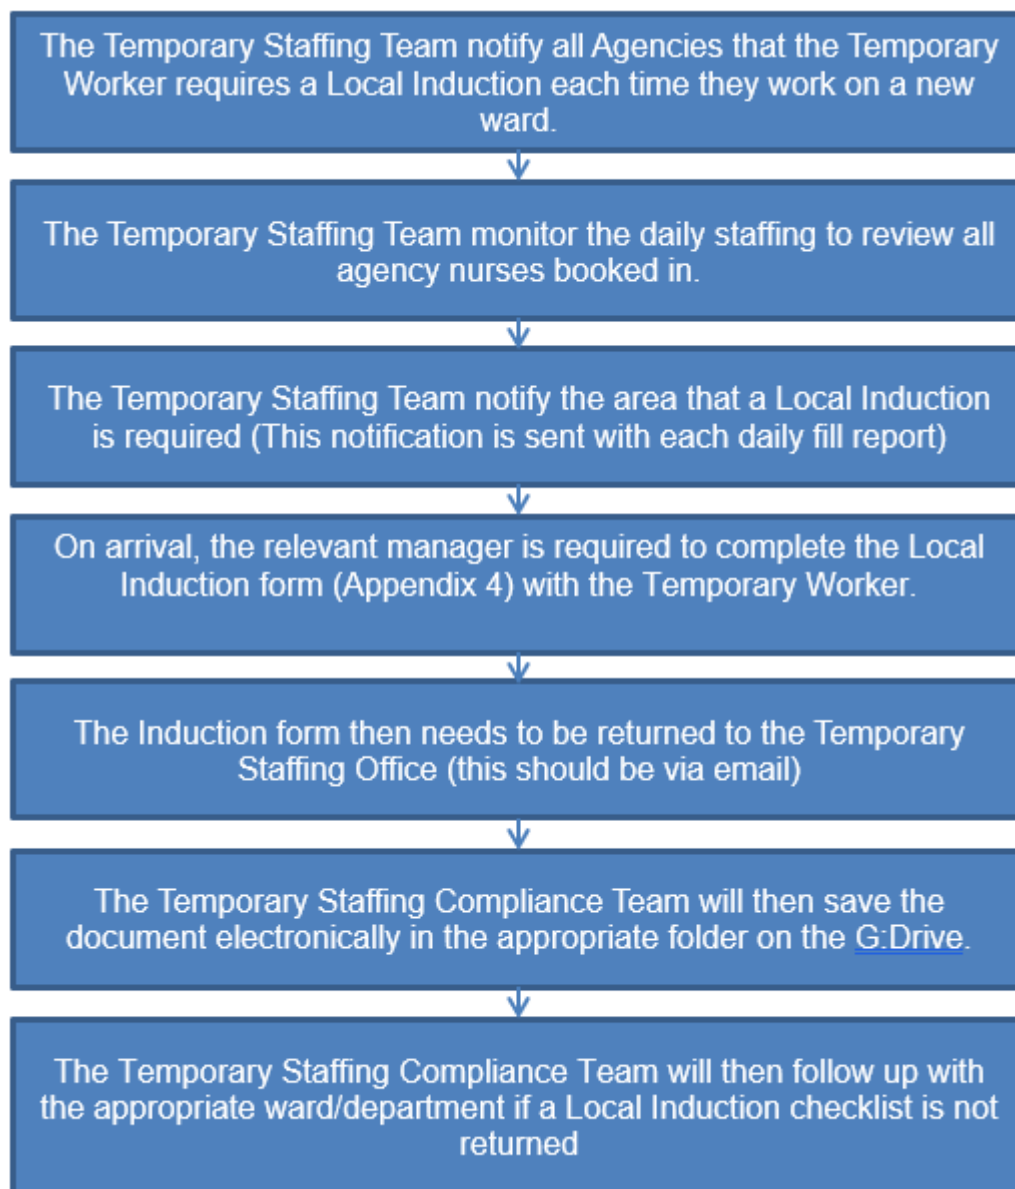 The Temporary Staffing Team notify all Agencies that the Temporary
Worker requires a Local Induction each time they work on a new
ward.
The Temporary Staffing Team monitor the daily staffing to review all
agency nurses booked in.
The Temporary Staffing Team notify the area that a Local Induction
is required (This notification is sent with each daily fill report)
On arrival, the relevant manager is required to complete the Local
Induction form (Appendix 4) with the Temporary Worker.
The Induction form then needs to be returned to the Temporary
Staffing Office (this should be via email)
The Temporary Staffing Compliance Team will then save the
document electronically in the appropriate folder on the G:Drive.
The Temporary Staffing Compliance Team will then follow up with
the appropriate ward/department if a Local Induction checklist is not
returned